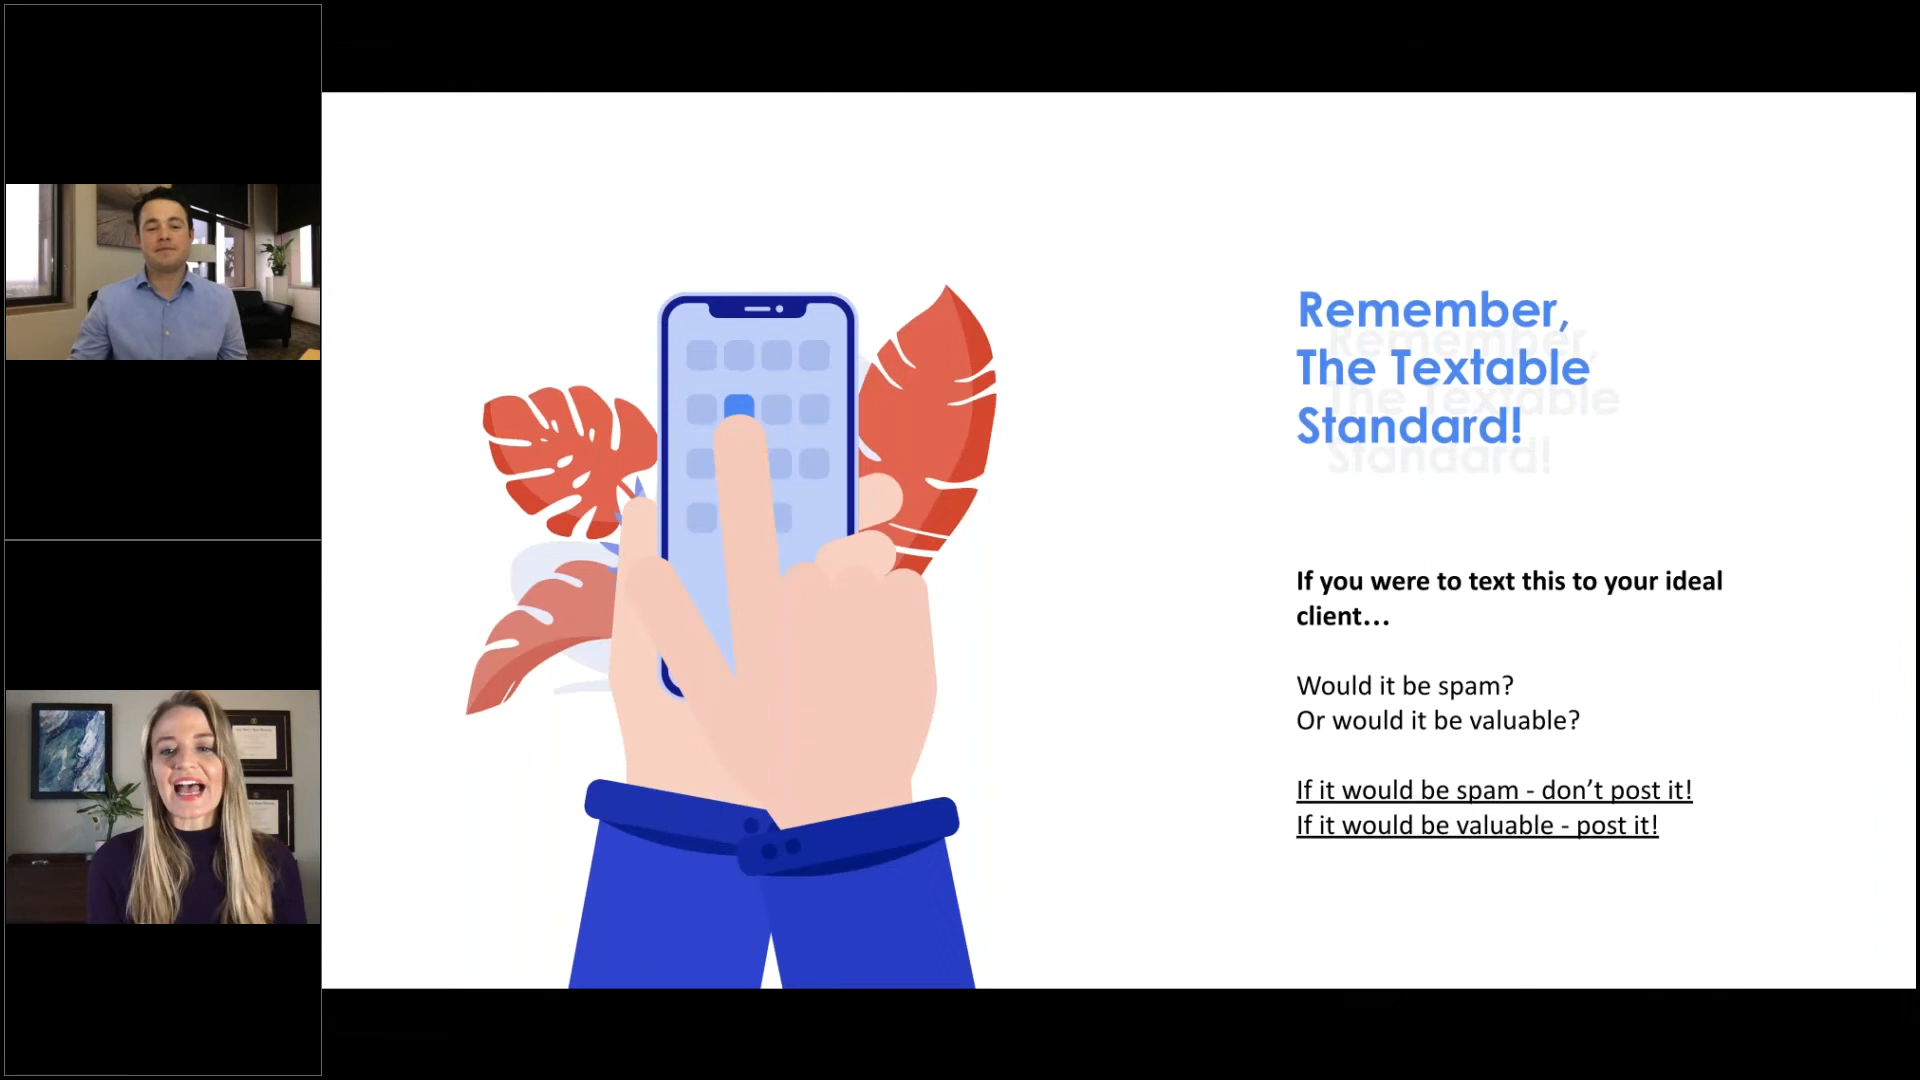 Remember,
The Textable
Standard!
If you were to text this to your ideal
client...
Would it be spam?
Or would it be valuable?
If it would be spam - don’t post it!
If it would be valuable - post it!